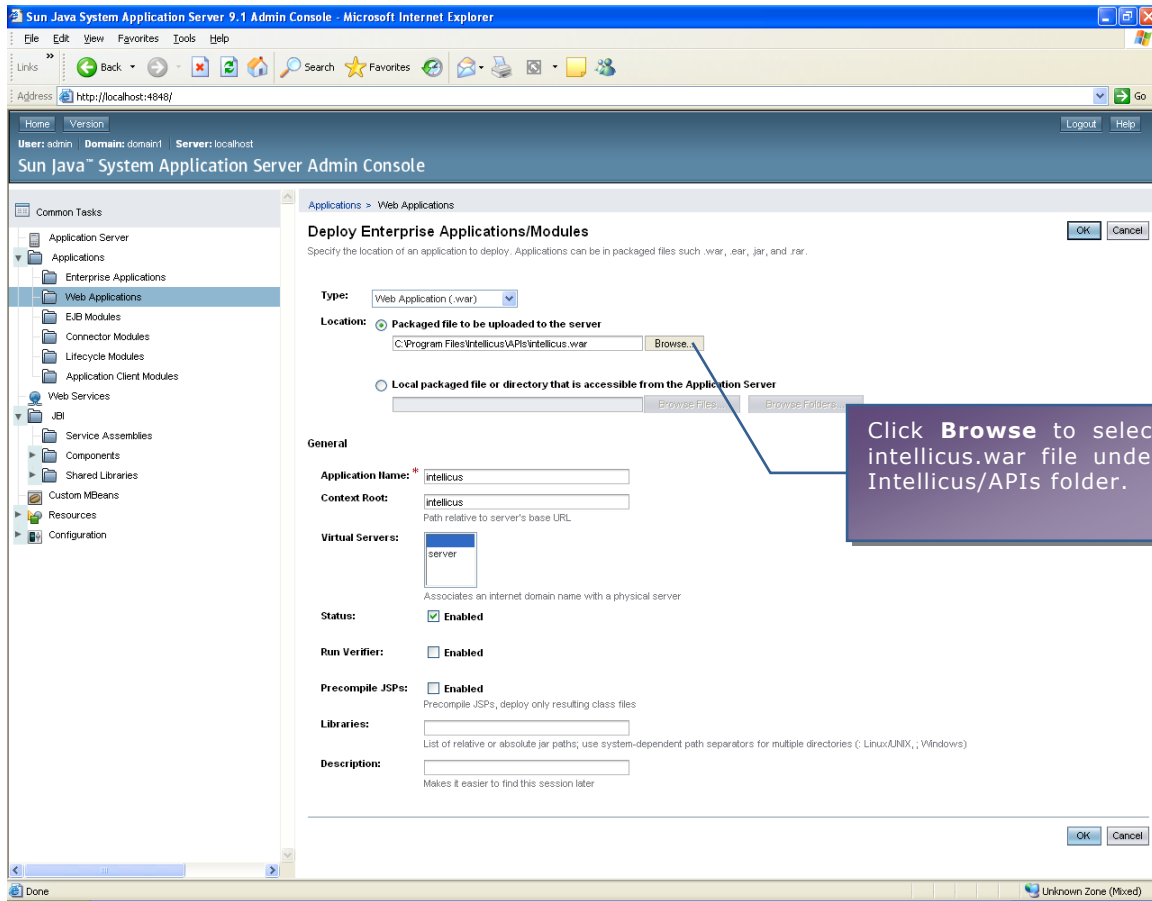 Sun Java System Application Server 9.1 Admin Console - Microsoft Internet Explorer
File Edit View Favorites Tools Help
Links » Back Search Favorites
Address http://localhost:4848/ Go
Home Version Logout Help
User: admin Domain: domain1 Server: localhost
Sun Java™ System Application Server Admin Console
Common Tasks
Application Server
Applications
Enterprise Applications
Web Applications
EJB Modules
Connector Modules
Lifecycle Modules
Application Client Modules
Web Services
JBI
Service Assemblies
Components
Shared Libraries
Custom MBeans
Resources
Configuration
Applications > Web Applications
Deploy Enterprise Applications/Modules OK Cancel
Specify the location of an application to deploy. Applications can be in packaged files such .war, .ear, .jar, and .rar.
Type: Web Application (.war)
Location: Packaged file to be uploaded to the server
C:\Program Files\Intellicus\APIs\intellicus.war Browse...
Local packaged file or directory that is accessible from the Application Server
Browse Files... Browse Folders...
Click Browse to selec
intellicus.war file unde
Intellicus/APIs folder.
General
Application Name: * intellicus
Context Root: intellicus
Path relative to server's base URL
Virtual Servers:
server
Associates an internet domain name with a physical server
Status: Enabled
Run Verifier: Enabled
Precompile JSPs: Enabled
Precompile JSPs, deploy only resulting class files
Libraries:
List of relative or absolute jar paths; use system-dependent path separators for multiple directories (: Linux/UNIX, ; Windows)
Description:
Makes it easier to find this session later
OK Cancel
Done Unknown Zone (Mixed)